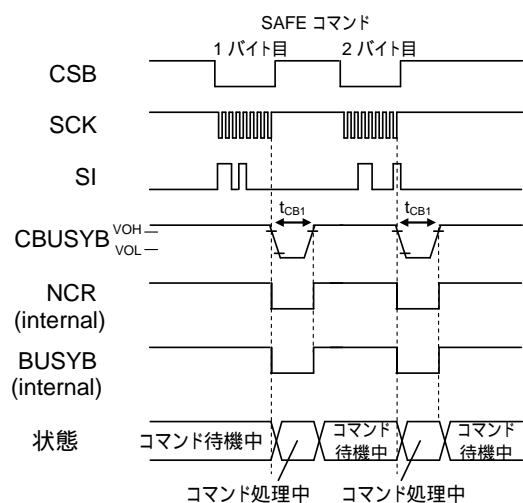 SAFE コマンド
1 バイト目 2 バイト目
CSB
SCK
SI
tCB1 tCB1
CBUSYB VOH
VOL
NCR
(internal)
BUSYB
(internal)
状態 コマンド待機中 コマンド
待機中 コマンド
待機中
コマンド処理中 コマンド処理中